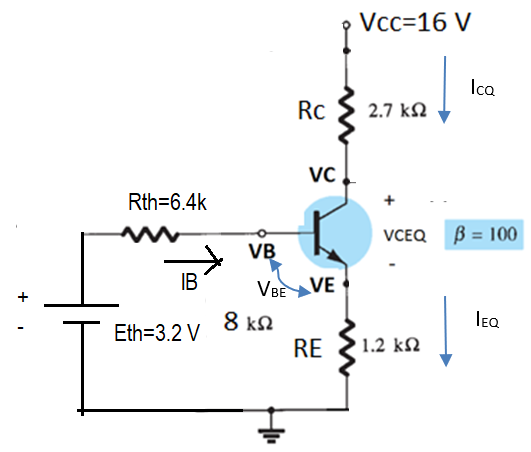 Vcc=16 V
ICQ
Rc
2.7 kΩ
VC
Rth=6.4k
+
VCEQ
β = 100
-
VB
IB
VBE
VE
+
-
Eth=3.2 V
8 kΩ
IEQ
RE
1.2 kΩ